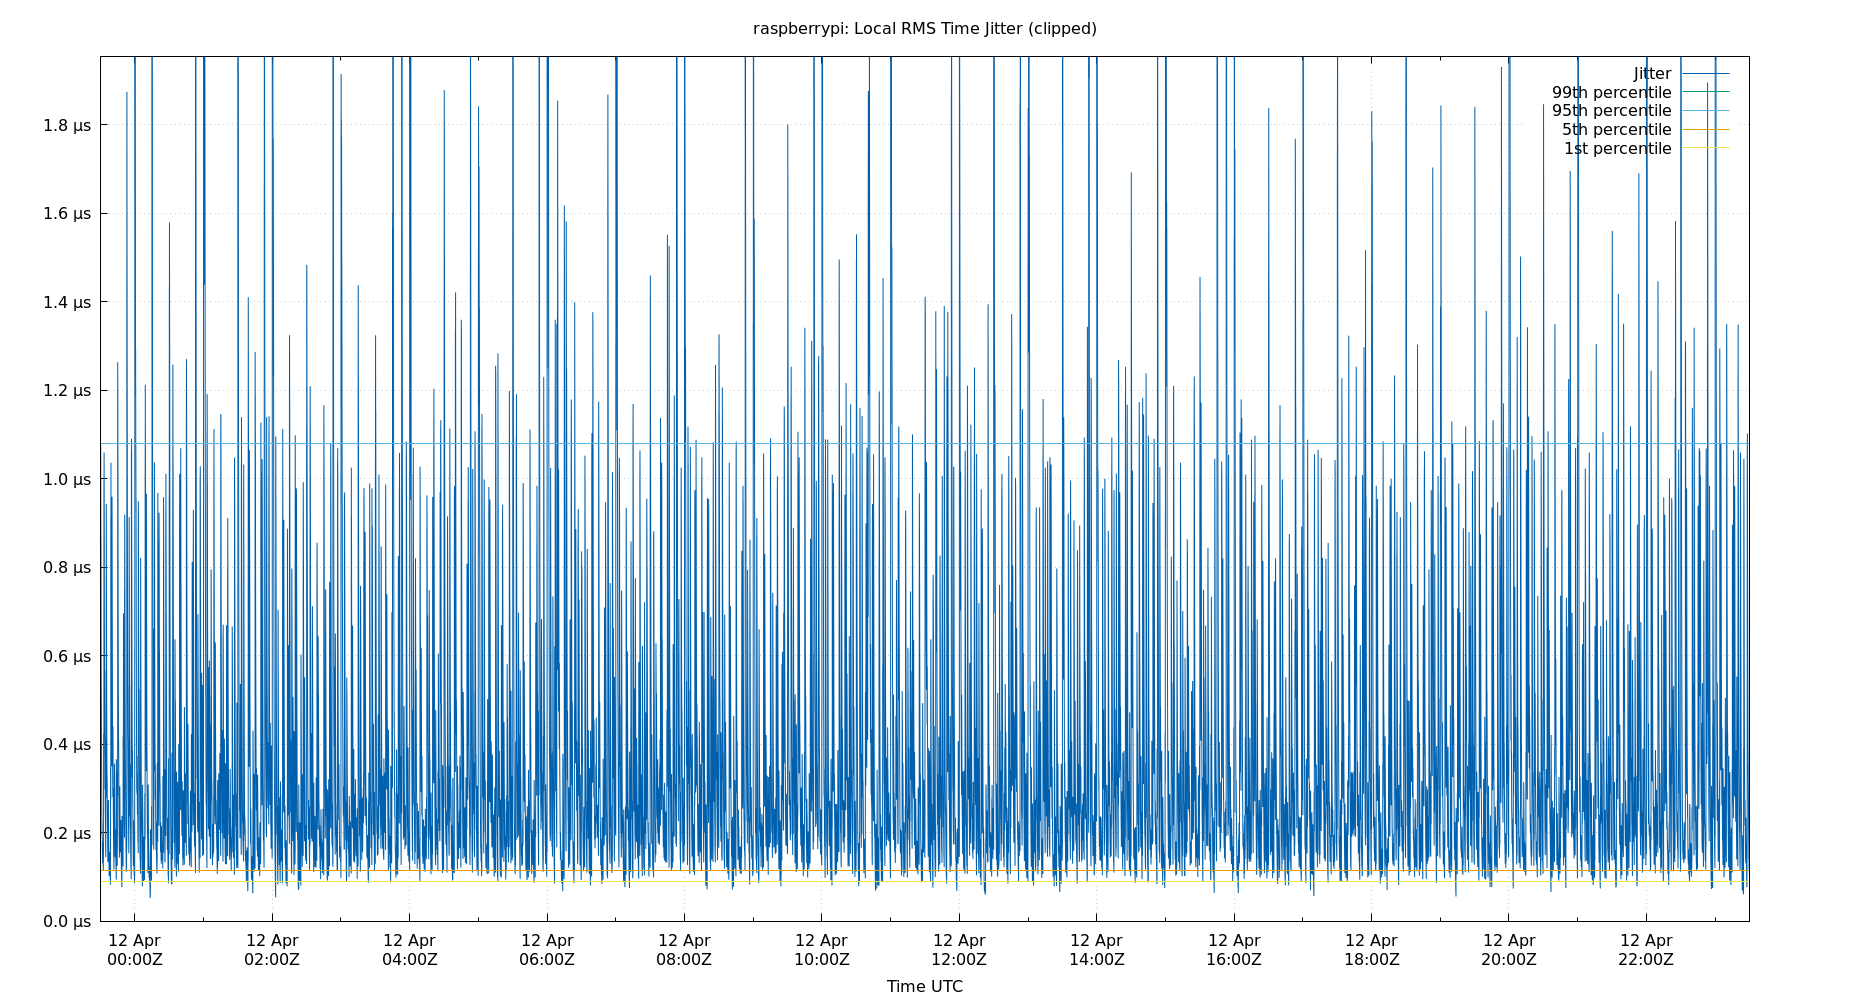 raspberrypi: Local RMS Time Jitter (clipped)
Jitter
99th percentile
95th percentile
5th percentile
1st percentile
1.8 μs
1.6 μs
1.4 μs
1.2 μs
1.0 μs
0.8 μs
0.6 μs
0.4 μs
0.2 μs
0.0 μs
12 Apr 12 Apr 12 Apr 12 Apr 12 Apr 12 Apr 12 Apr 12 Apr 12 Apr 12 Apr 12 Apr 12 Apr
00:00Z 02:00Z 04:00Z 06:00Z 08:00Z 10:00Z 12:00Z 14:00Z 16:00Z 18:00Z 20:00Z 22:00Z
Time UTC